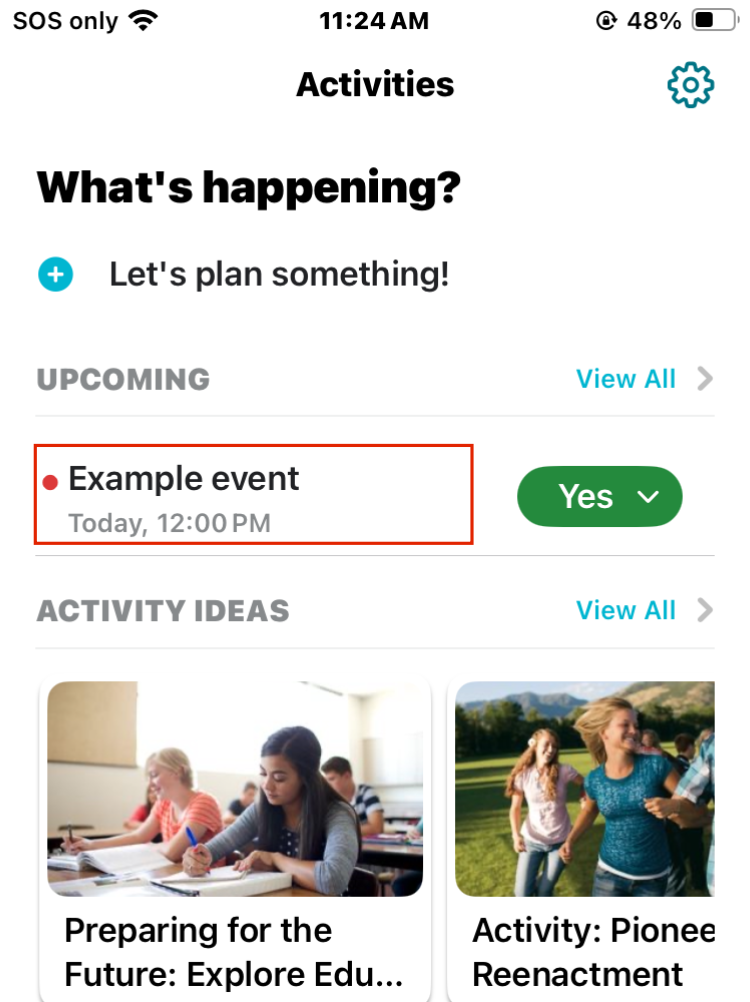 SOS only 11:24 AM 48%
Activities
What's happening?
Let's plan something!
UPCOMING View All
Example event
Today, 12:00 PM
Yes
ACTIVITY IDEAS View All
Preparing for the
Future: Explore Edu...
Activity: Pionee
Reenactment